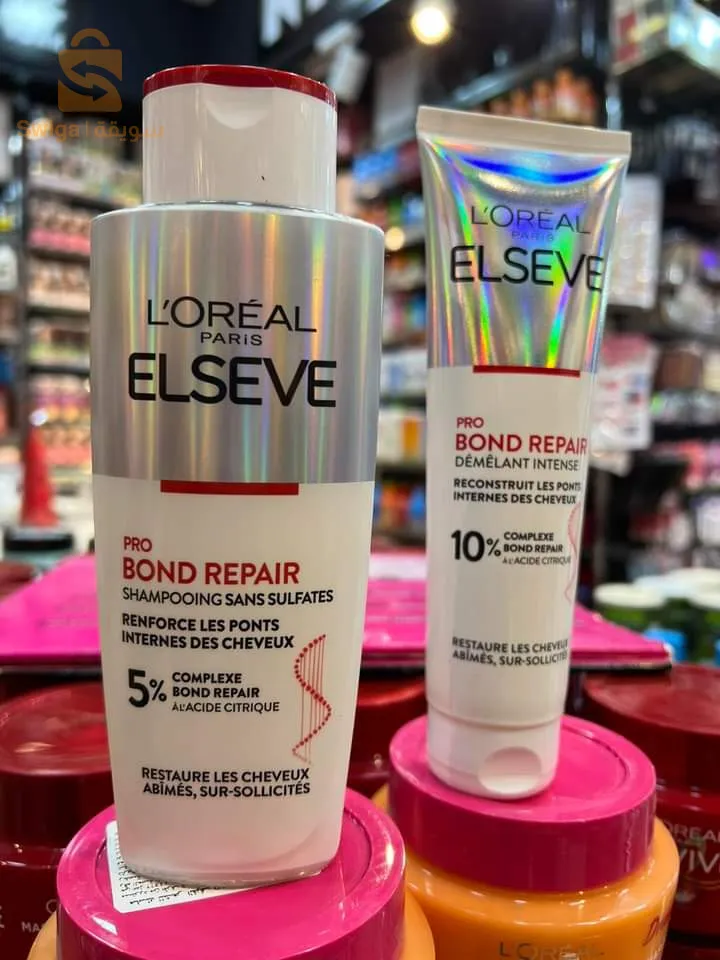 Swiqa | سويقة
L'ORÉAL
PARIS
ELSEVE
PRO
BOND REPAIR
SHAMPOOING SANS SULFATES
RENFORCE LES PONTS
INTERNES DES CHEVEUX
5% COMPLEXE
BOND REPAIR
À L'ACIDE CITRIQUE
RESTAURE LES CHEVEUX
ABÎMÉS, SUR-SOLLICITÉS
L'ORÉAL
PARIS
ELSEVE
PRO
BOND REPAIR
DÉMÊLANT INTENSE
RECONSTRUIT LES PONTS
INTERNES DES CHEVEUX
10% COMPLEXE
BOND REPAIR
À L'ACIDE CITRIQUE
RESTAURE LES CHEVEUX
ABÎMÉS, SUR-SOLLICITÉS
L'ORÉAL